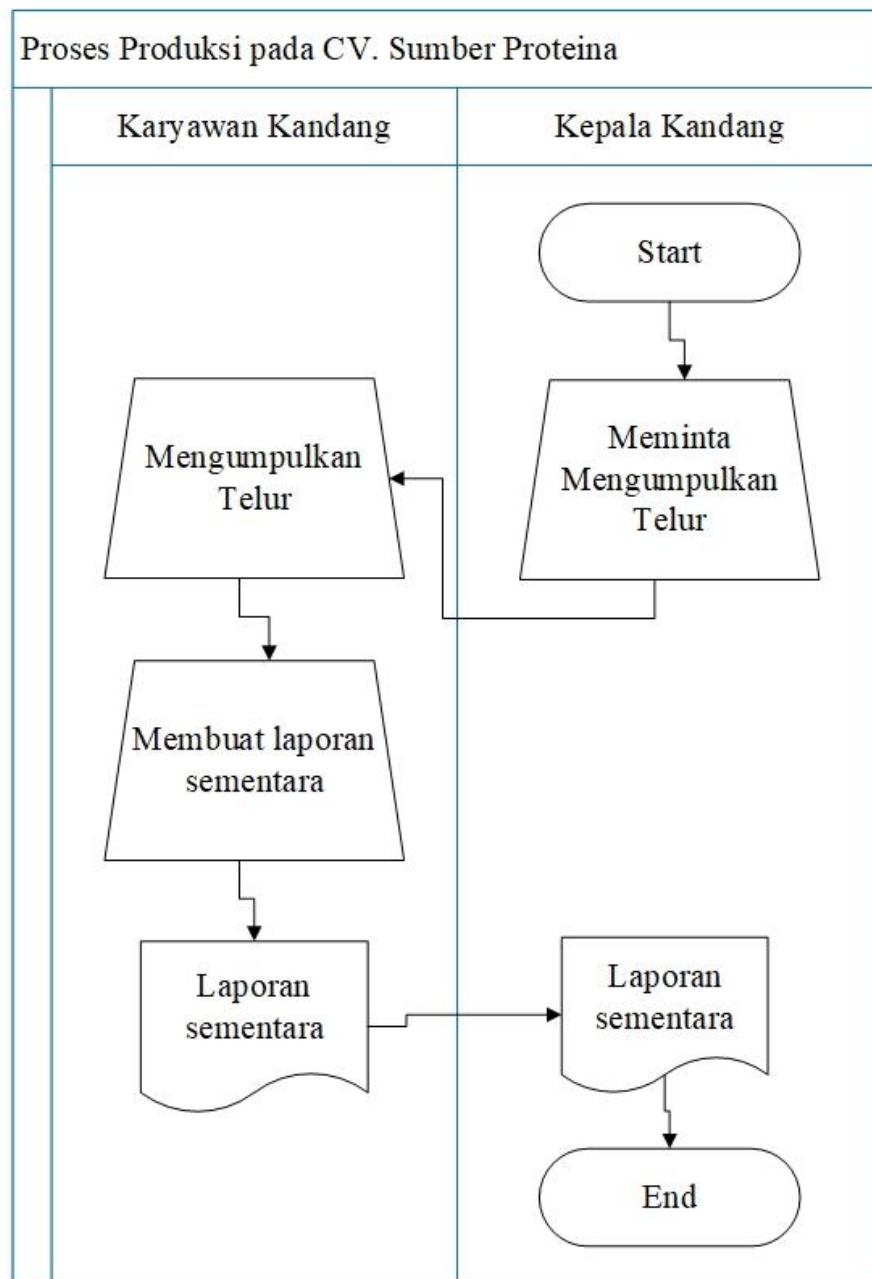 Proses Produksi pada CV. Sumber Proteina
Karyawan Kandang
Kepala Kandang
Start
Meminta
Mengumpulkan
Telur
Mengumpulkan
Telur
Membuat laporan
sementara
Laporan
sementara
Laporan
sementara
End